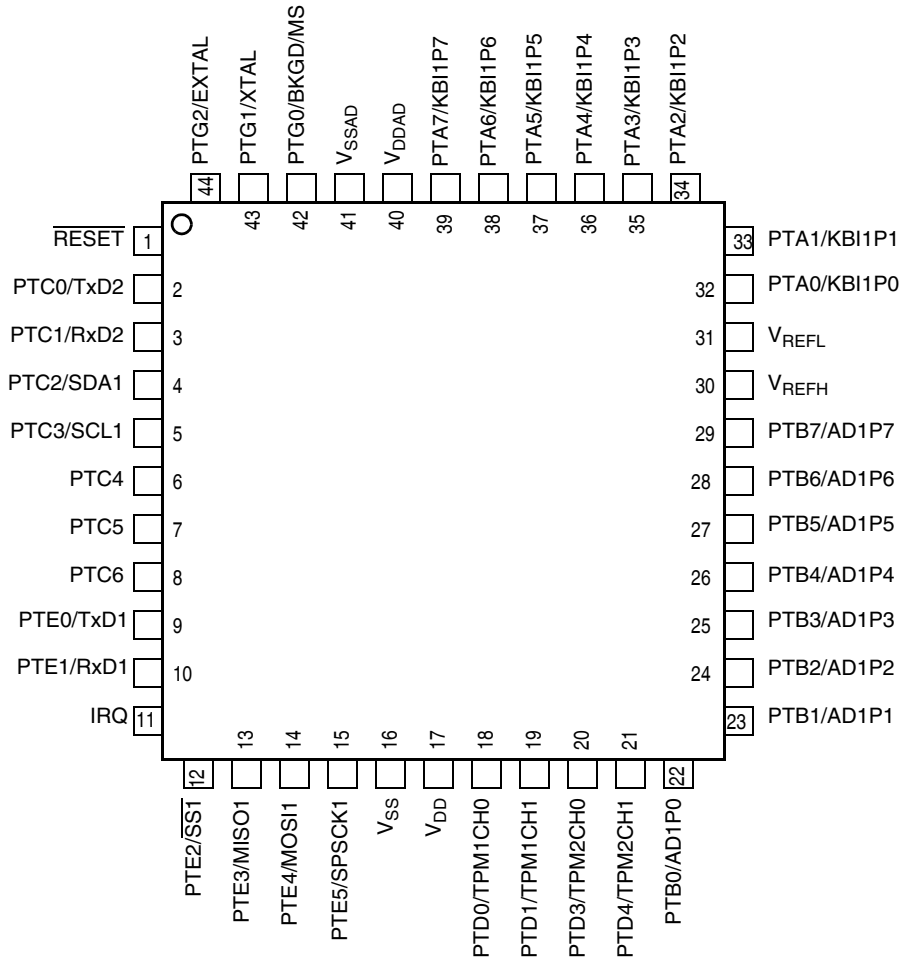 PTG2/EXTAL
PTG1/XTAL
PTG0/BKGD/MS
VSSAD
VDDAD
PTA7/KBI1P7
PTA6/KBI1P6
PTA5/KBI1P5
PTA4/KBI1P4
PTA3/KBI1P3
PTA2/KBI1P2
44
43
42
41
40
39
38
37
36
35
34
RESET 1
PTC0/TxD2 2
PTC1/RxD2 3
PTC2/SDA1 4
PTC3/SCL1 5
PTC4 6
PTC5 7
PTC6 8
PTE0/TxD1 9
PTE1/RxD1 10
IRQ 11
33 PTA1/KBI1P1
32 PTA0/KBI1P0
31 VREFL
30 VREFH
29 PTB7/AD1P7
28 PTB6/AD1P6
27 PTB5/AD1P5
26 PTB4/AD1P4
25 PTB3/AD1P3
24 PTB2/AD1P2
23 PTB1/AD1P1
12
13
14
15
16
17
18
19
20
21
22
PTE2/SS1
PTE3/MISO1
PTE4/MOSI1
PTE5/SPSCK1
VSS
VDD
PTD0/TPM1CH0
PTD1/TPM1CH1
PTD3/TPM2CH0
PTD4/TPM2CH1
PTB0/AD1P0